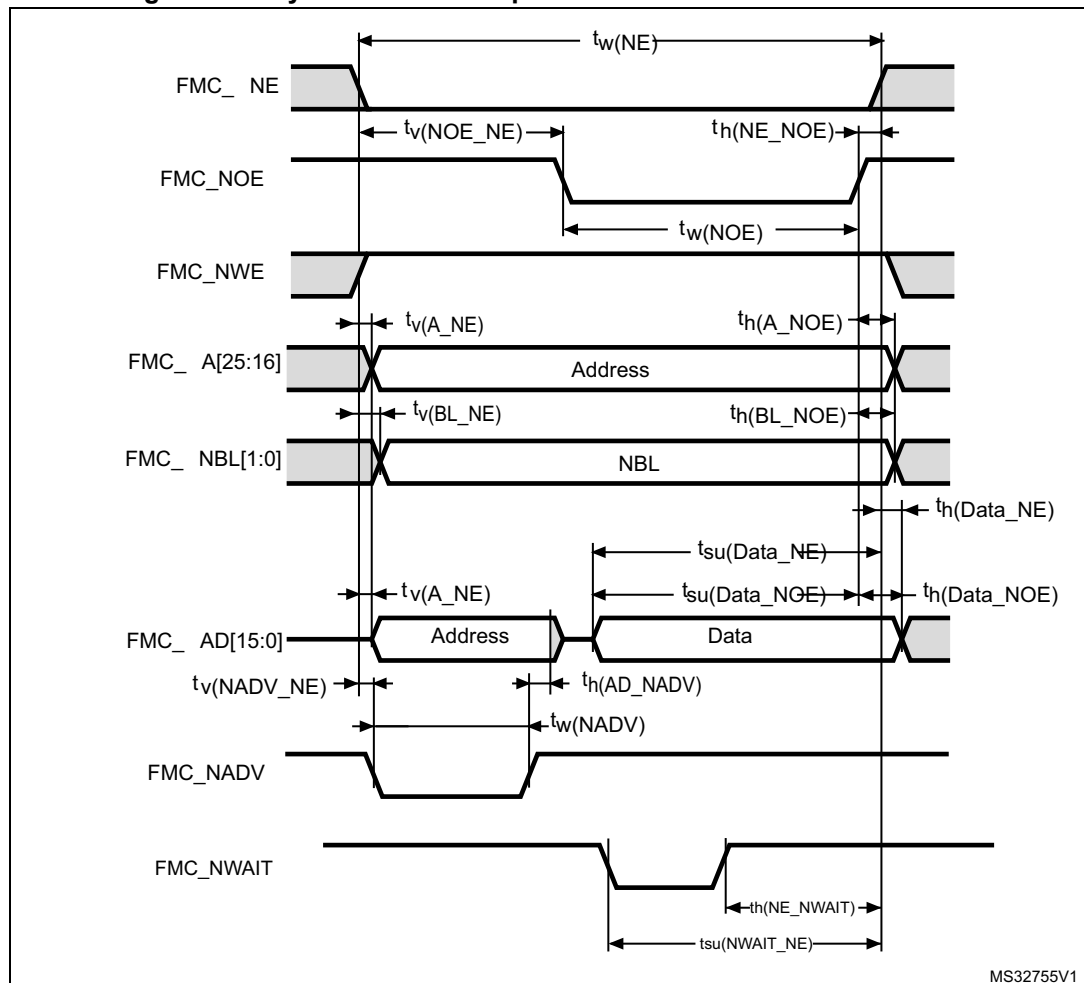 tw(NE)
FMC_ NE
tv(NOE_NE)
th(NE_NOE)
FMC_NOE
tw(NOE)
FMC_NWE
tv(A_NE)
th(A_NOE)
FMC_ A[25:16]
Address
tv(BL_NE)
th(BL_NOE)
FMC_ NBL[1:0]
NBL
th(Data_NE)
tsu(Data_NE)
tv(A_NE)
tsu(Data_NOE)
th(Data_NOE)
FMC_ AD[15:0]
Address
Data
tv(NADV_NE)
th(AD_NADV)
tw(NADV)
FMC_NADV
FMC_NWAIT
th(NE_NWAIT)
tsu(NWAIT_NE)
MS32755V1